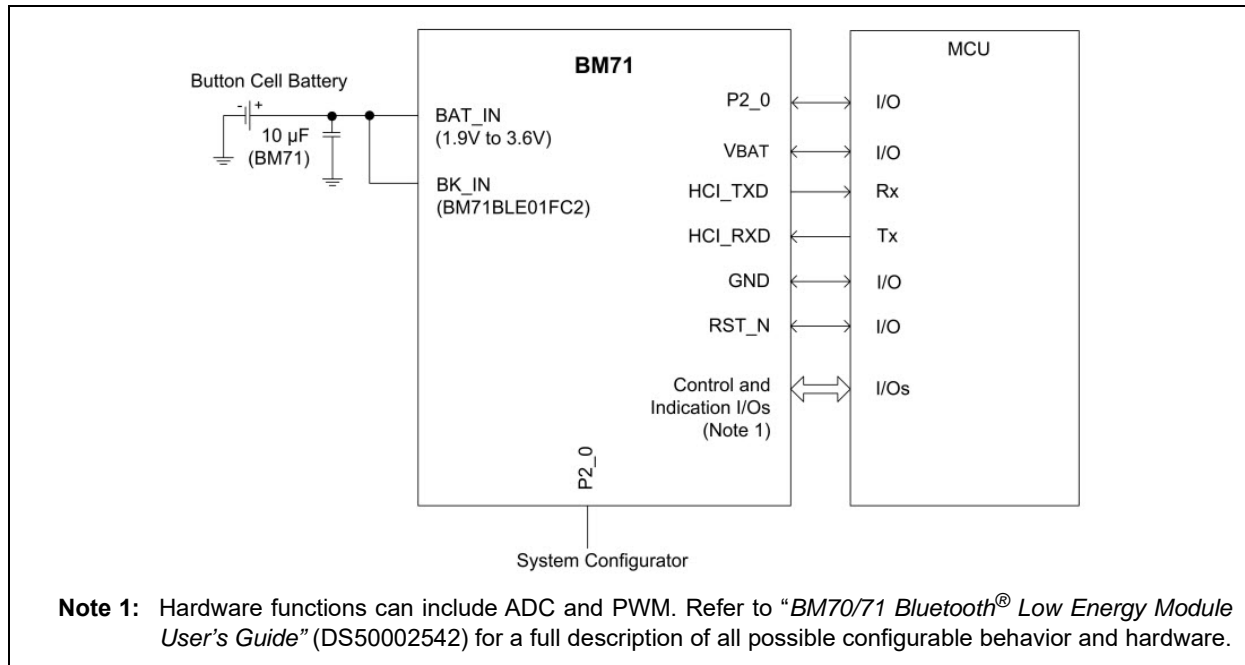 BM71
MCU
Button Cell Battery
- +
10 µF
(BM71)
BAT_IN
(1.9V to 3.6V)
BK_IN
(BM71BLE01FC2)
P2_0 I/O
VBAT I/O
HCI_TXD Rx
HCI_RXD Tx
GND I/O
RST_N I/O
Control and I/Os
Indication I/Os
(Note 1)
P2_0
System Configurator
Note 1: Hardware functions can include ADC and PWM. Refer to “BM70/71 Bluetooth® Low Energy Module
User’s Guide” (DS50002542) for a full description of all possible configurable behavior and hardware.